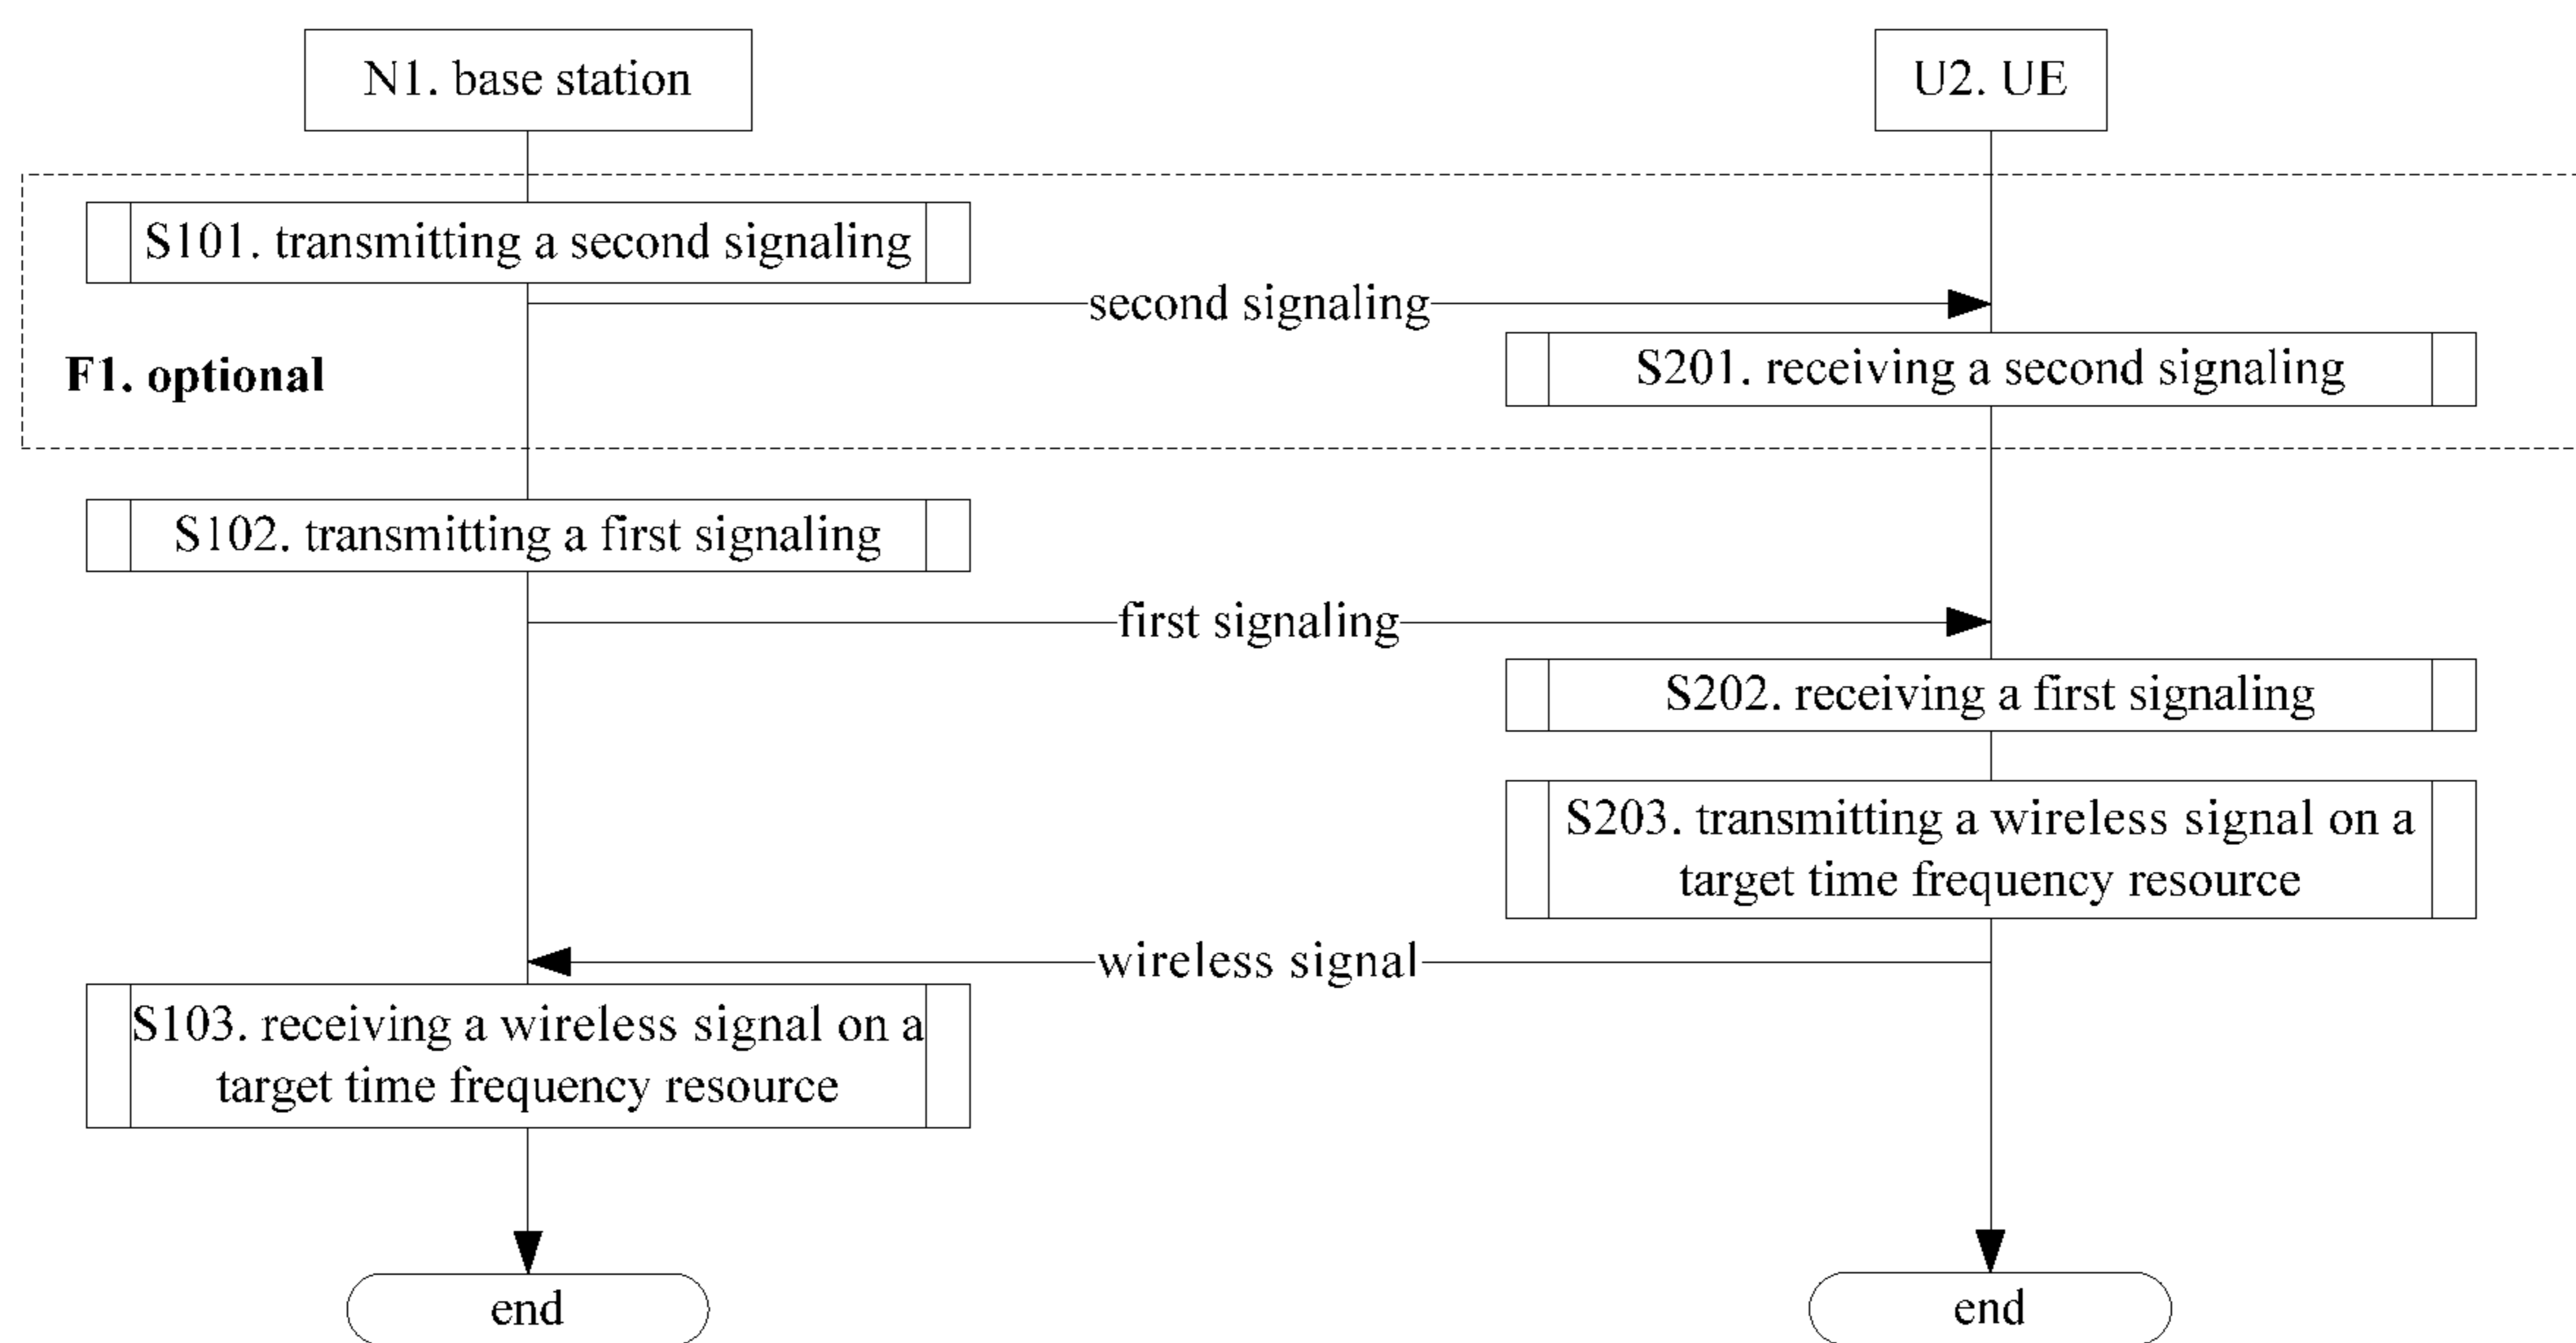 N1. base station
U2. UE
S101. transmitting a second signaling
second signaling
F1. optional
S201. receiving a second signaling
S102. transmitting a first signaling
first signaling
S202. receiving a first signaling
S203. transmitting a wireless signal on a
target time frequency resource
wireless signal
S103. receiving a wireless signal on a
target time frequency resource
end
end